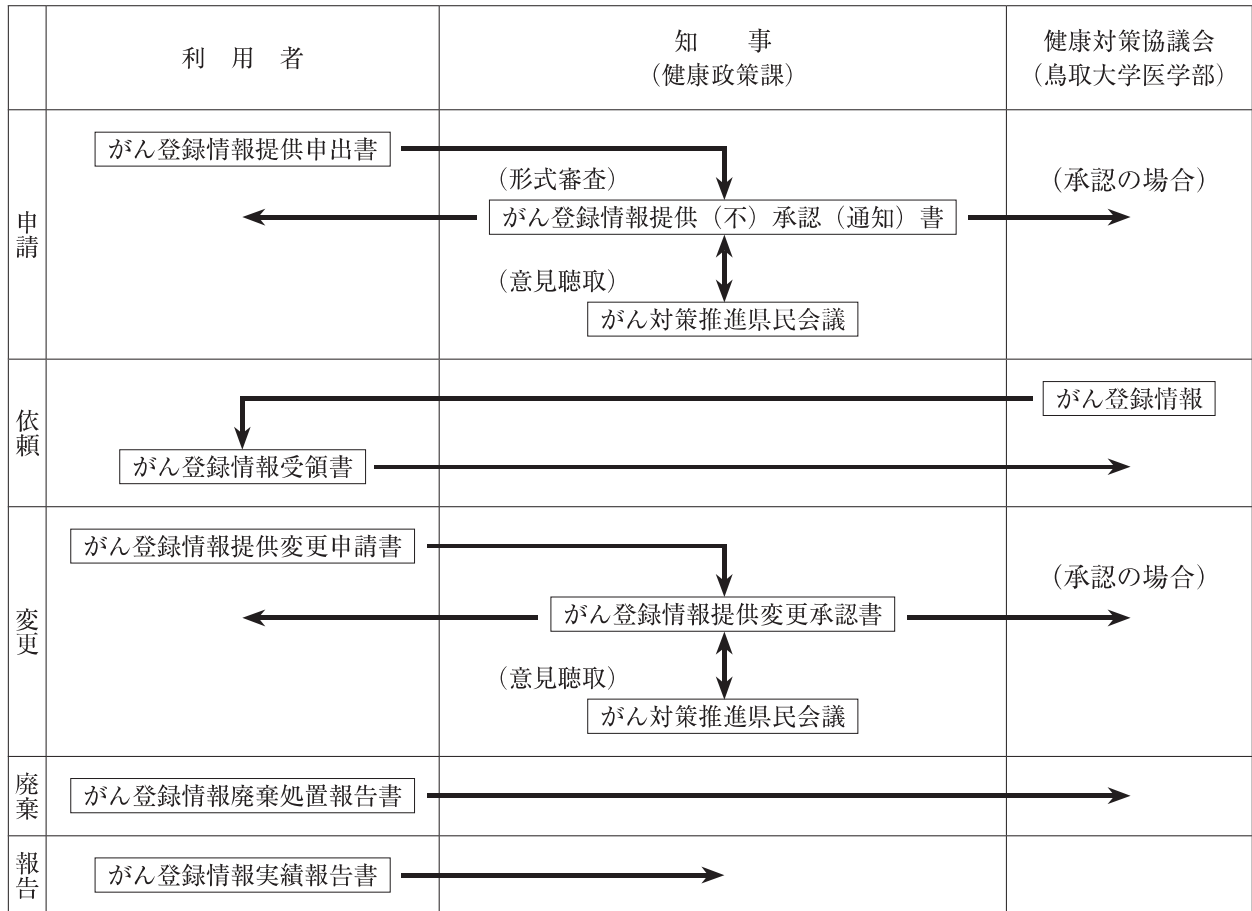 利　用　者
知　　事
（健康政策課）
健康対策協議会
（鳥取大学医学部）
申請
がん登録情報提供申出書
（形式審査）
（承認の場合）
がん登録情報提供（不）承認（通知）書
（意見聴取）
がん対策推進県民会議
依頼
がん登録情報
がん登録情報受領書
変更
がん登録情報提供変更申請書
（承認の場合）
がん登録情報提供変更承認書
（意見聴取）
がん対策推進県民会議
廃棄
がん登録情報廃棄処置報告書
報告
がん登録情報実績報告書